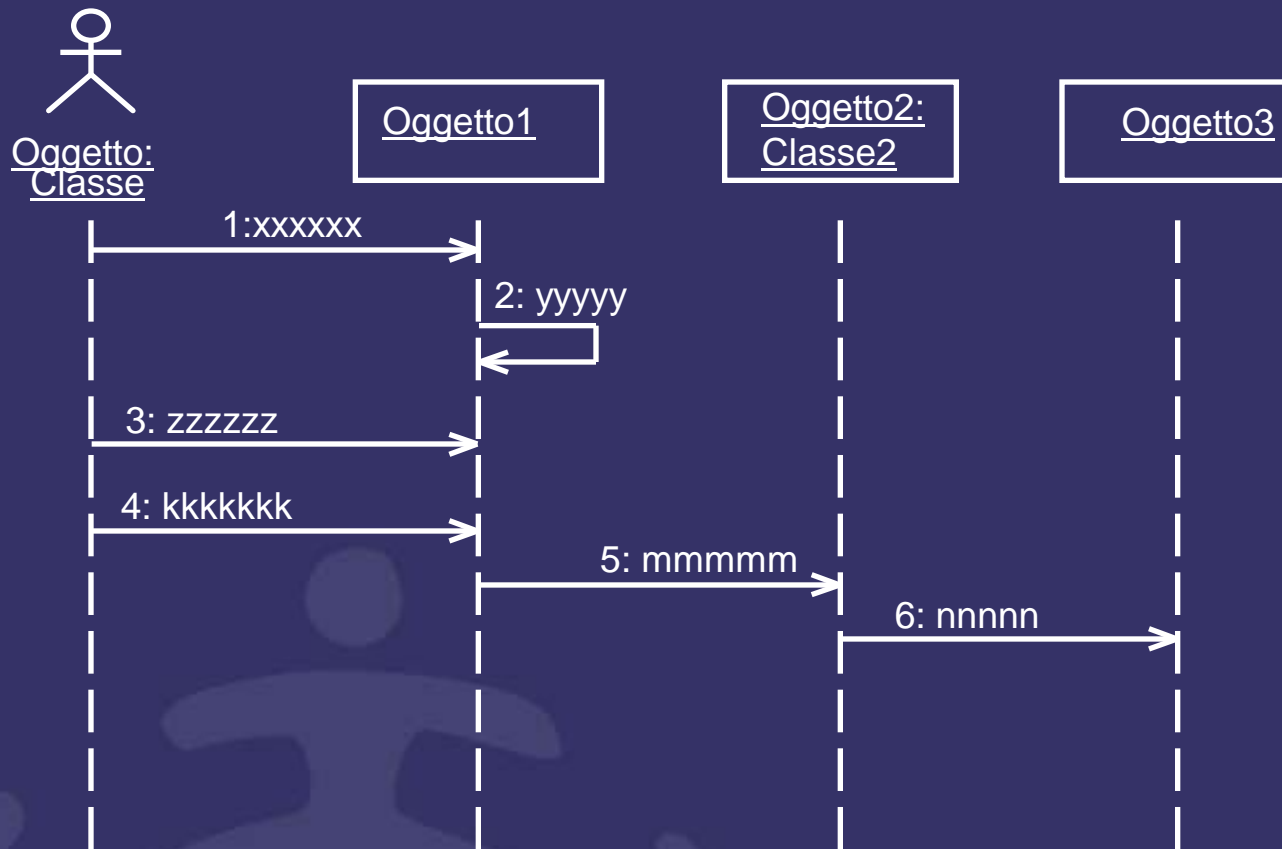 Oggetto:
Classe
Oggetto1
Oggetto2:
Classe2
Oggetto3
1:xxxxxx
2: yyyyy
3: zzzzzz
4: kkkkkkk
5: mmmmm
6: nnnnn